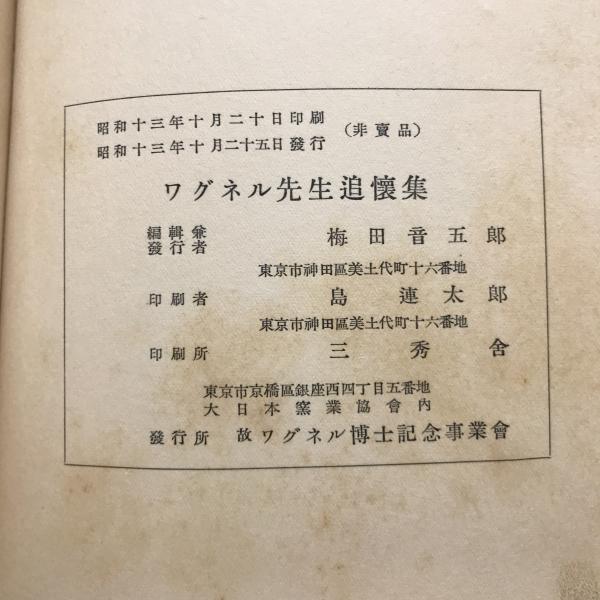 昭和十三年十月二十日印刷
昭和十三年十月二十五日發行
（非賣品）
ワグネル先生追懷集
編輯兼
發行者
梅田音五郎
東京市神田區美土代町十六番地
印刷者 島連太郎
東京市神田區美土代町十六番地
印刷所 三秀舍
東京市京橋區銀座西四丁目五番地
大日本窯業協會內
發行所 故ワグネル博士記念事業會